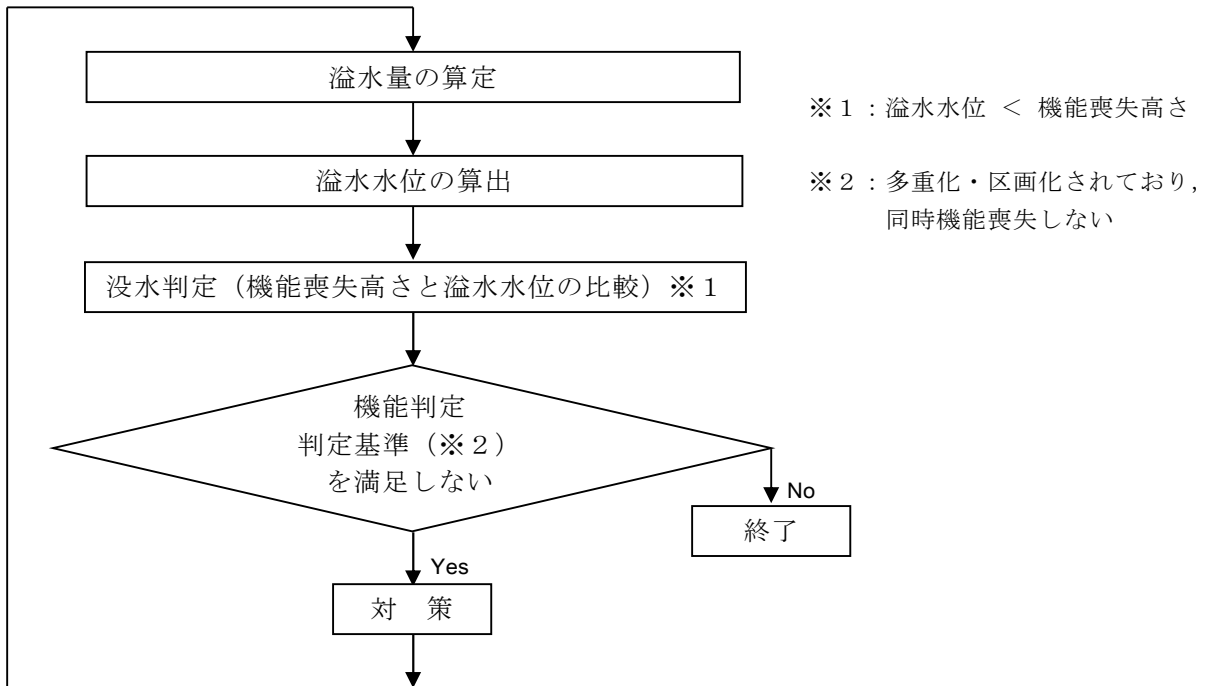 溢水量の算定
溢水水位の算出
没水判定（機能喪失高さと溢水水位の比較）※１
機能判定
判定基準（※２）
を満足しない
No
終了
Yes
対　策
※１：溢水水位 ＜ 機能喪失高さ
※２：多重化・区画化されており，
同時機能喪失しない